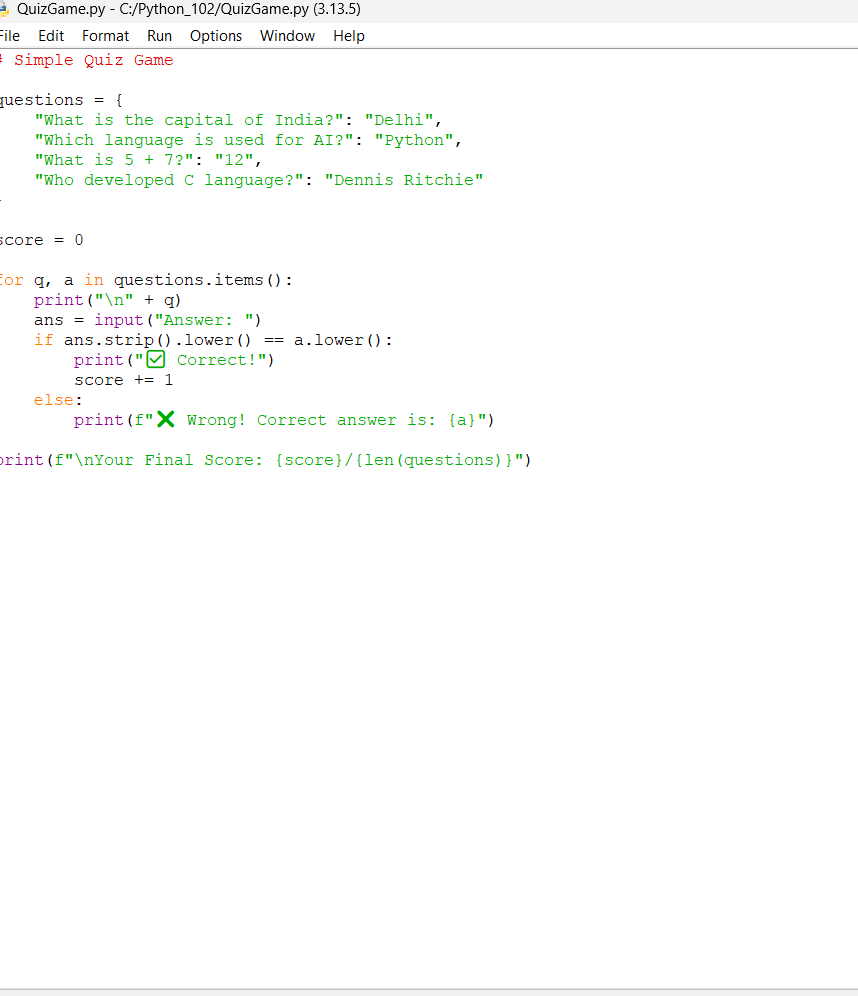 QuizGame.py - C:/Python_102/QuizGame.py (3.13.5)
File Edit Format Run Options Window Help
# Simple Quiz Game
questions = {
    "What is the capital of India?": "Delhi",
    "Which language is used for AI?": "Python",
    "What is 5 + 7?": "12",
    "Who developed C language?": "Dennis Ritchie"
}
score = 0
for q, a in questions.items():
    print("\n" + q)
    ans = input("Answer: ")
    if ans.strip().lower() == a.lower():
        print("✅ Correct!")
        score += 1
    else:
        print(f"❌ Wrong! Correct answer is: {a}")
print(f"\nYour Final Score: {score}/{len(questions)}")